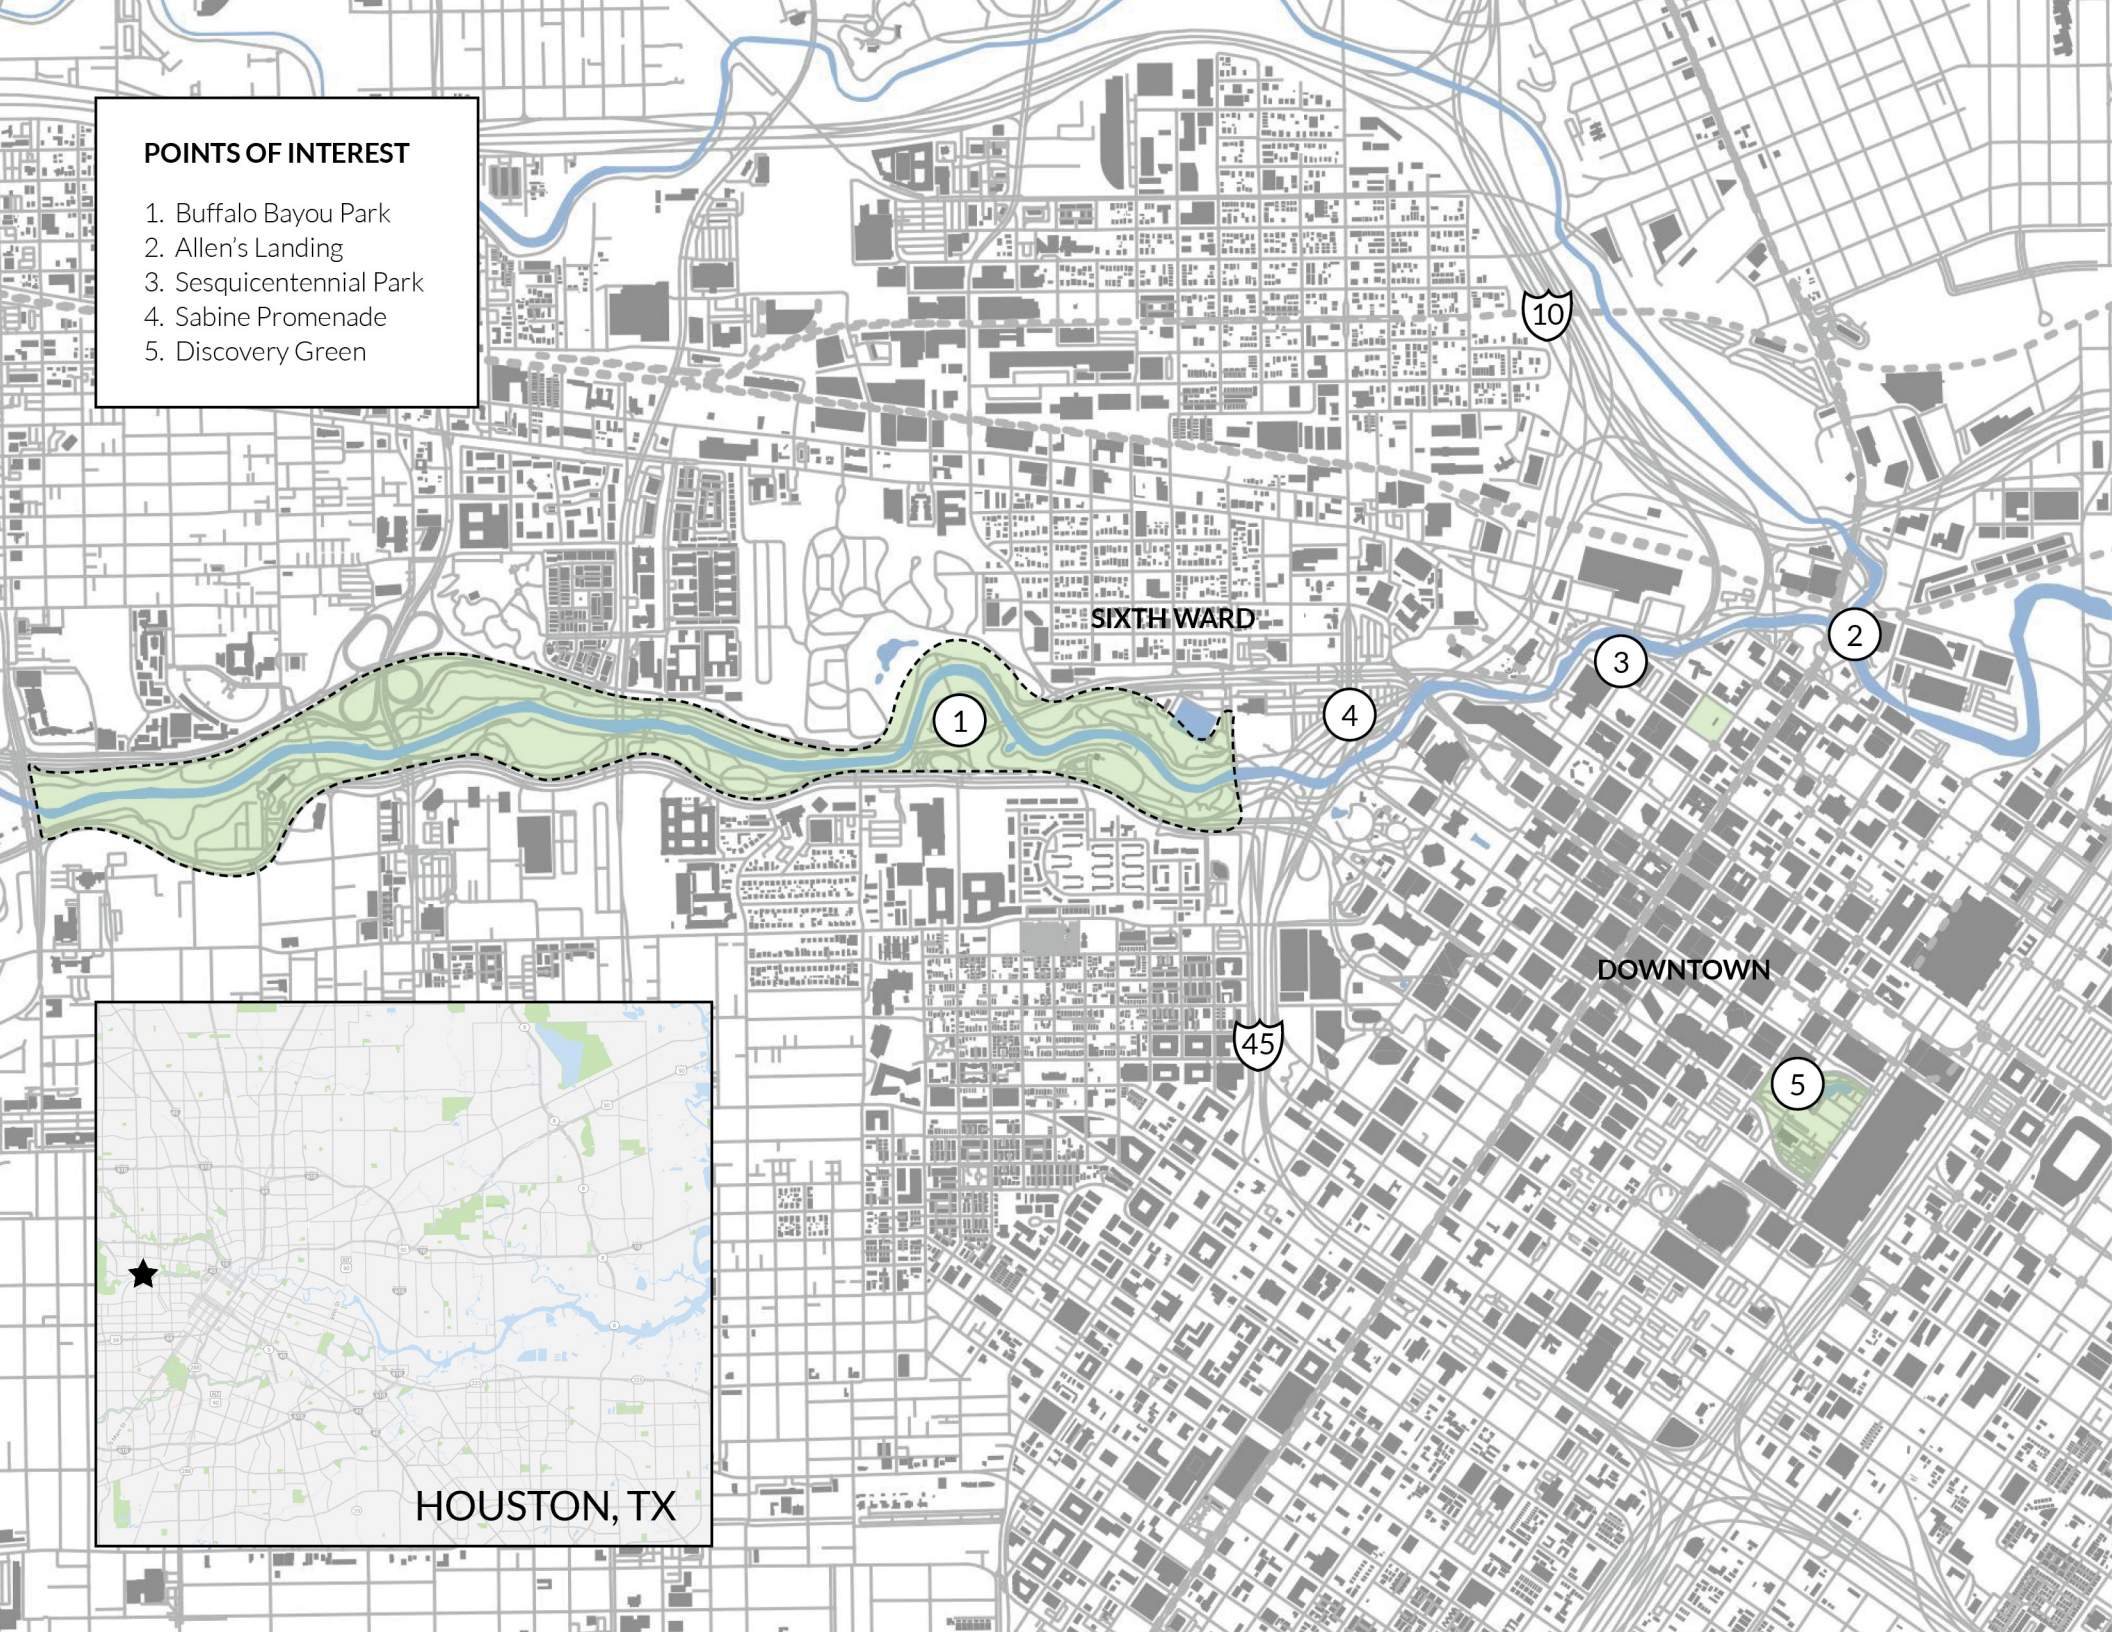 POINTS OF INTEREST
1. Buffalo Bayou Park
2. Allen’s Landing
3. Sesquicentennial Park
4. Sabine Promenade
5. Discovery Green
10
SIXTH WARD
2
3
1
4
DOWNTOWN
45
5
HOUSTON, TX